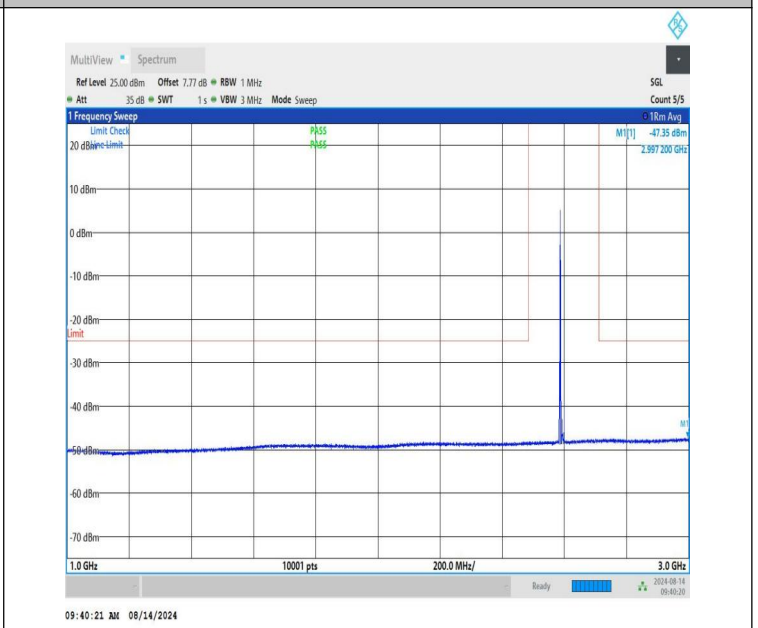 MultiView Spectrum
Ref Level 25.00 dBm Offset 7.77 dB RBW 1 MHz SGL
Att 35 dB SWT 1 s VBW 3 MHz Mode Sweep Count 5/5
1 Frequency Sweep 1Rm Avg
Limit Check PASS M1[1] -47.35 dBm
20 dBm Line Limit PASS 2.997 200 GHz
10 dBm
0 dBm
-10 dBm
-20 dBm
Limit
-30 dBm
-40 dBm
M1
-50 dBm
-60 dBm
-70 dBm
1.0 GHz 10001 pts 200.0 MHz/ 3.0 GHz
Ready 2024-08-14
09:40:20
09:40:21 AM 08/14/2024